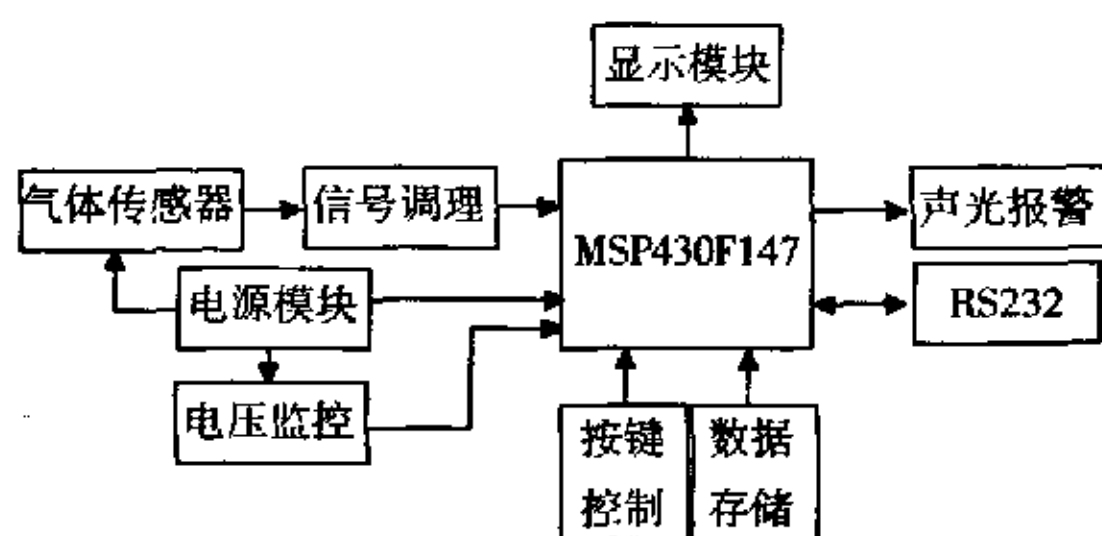 显示模块
气体传感器
信号调理
MSP430F147
声光报警
电源模块
RS232
电压监控
按键
控制
数据
存储